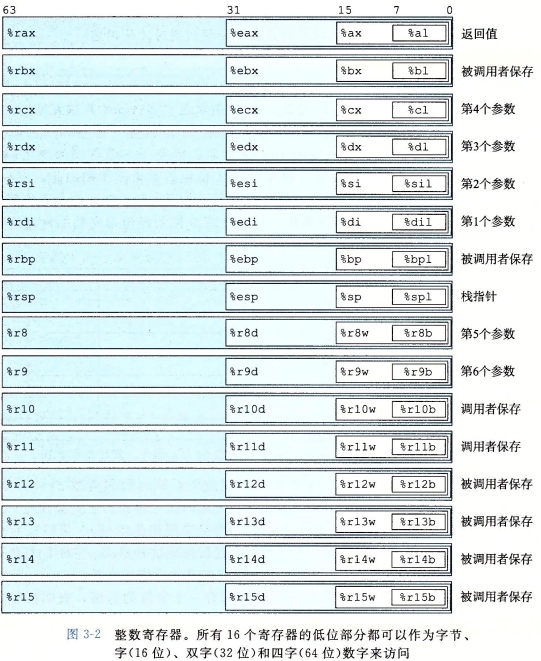 63 31 15 7 0
%rax %eax %ax %al 返回值
%rbx %ebx %bx %bl 被调用者保存
%rcx %ecx %cx %cl 第4个参数
%rdx %edx %dx %dl 第3个参数
%rsi %esi %si %sil 第2个参数
%rdi %edi %di %dil 第1个参数
%rbp %ebp %bp %bpl 被调用者保存
%rsp %esp %sp %spl 栈指针
%r8 %r8d %r8w %r8b 第5个参数
%r9 %r9d %r9w %r9b 第6个参数
%r10 %r10d %r10w %r10b 调用者保存
%r11 %r11d %r11w %r11b 调用者保存
%r12 %r12d %r12w %r12b 被调用者保存
%r13 %r13d %r13w %r13b 被调用者保存
%r14 %r14d %r14w %r14b 被调用者保存
%r15 %r15d %r15w %r15b 被调用者保存
图 3-2 整数寄存器。所有 16 个寄存器的低位部分都可以作为字节、
字(16 位)、双字(32 位)和四字(64 位)数字来访问